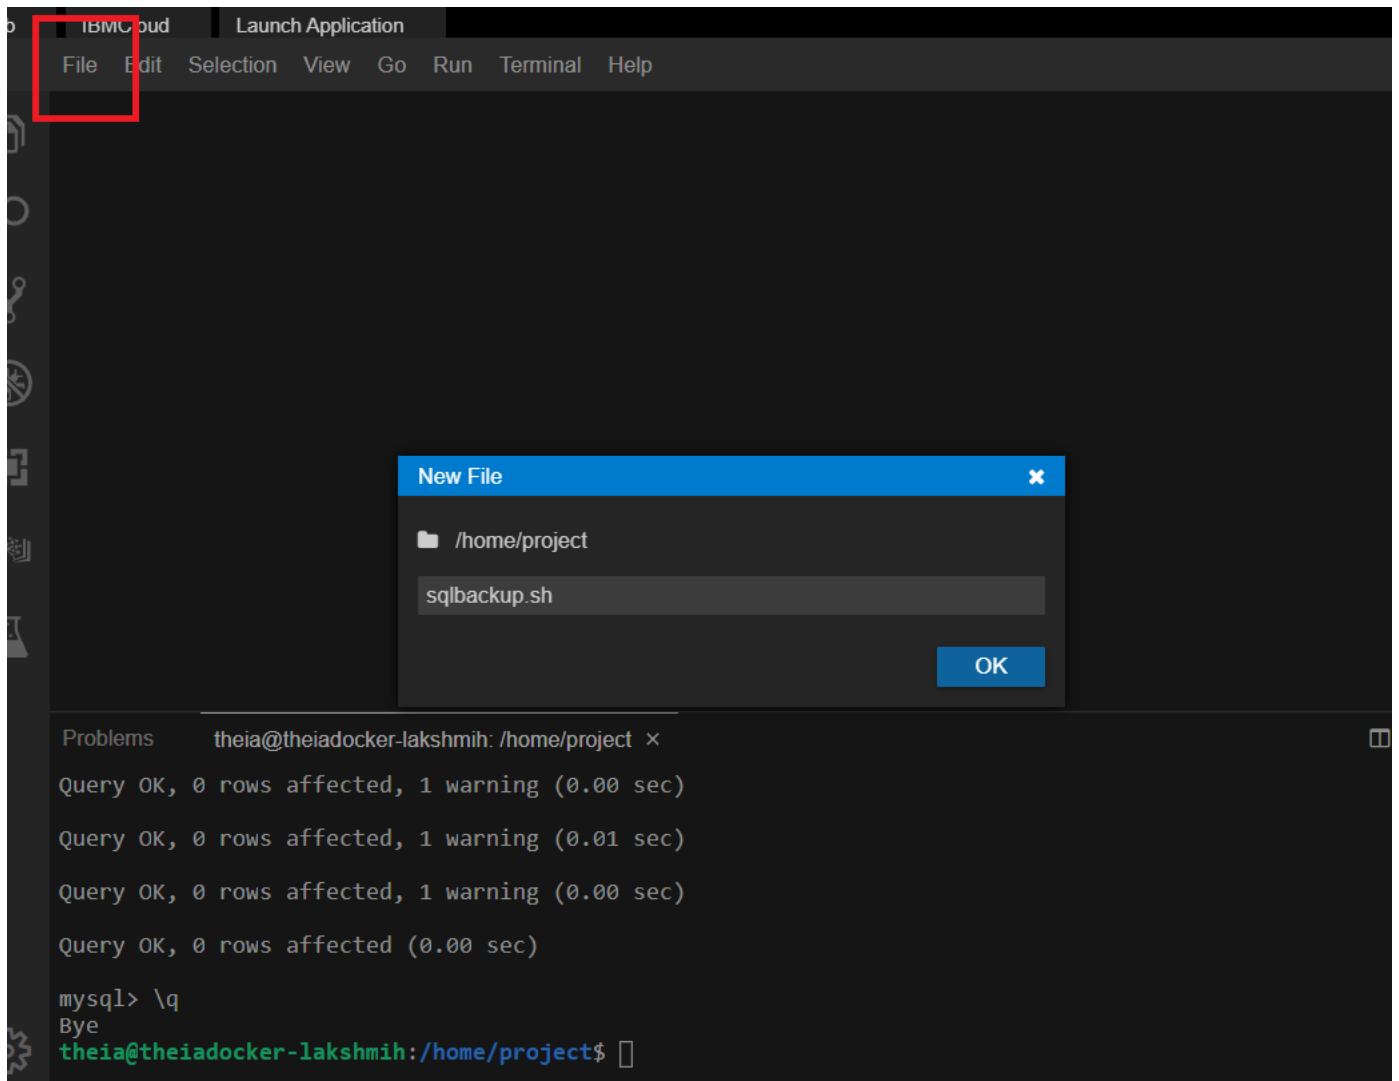 IBMCloud Launch Application
File Edit Selection View Go Run Terminal Help
New File
/home/project
sqlbackup.sh
OK
Problems theia@theiadocker-lakshmih: /home/project
Query OK, 0 rows affected, 1 warning (0.00 sec)
Query OK, 0 rows affected, 1 warning (0.01 sec)
Query OK, 0 rows affected, 1 warning (0.00 sec)
Query OK, 0 rows affected (0.00 sec)
mysql> \q
Bye
theia@theiadocker-lakshmih:/home/project$